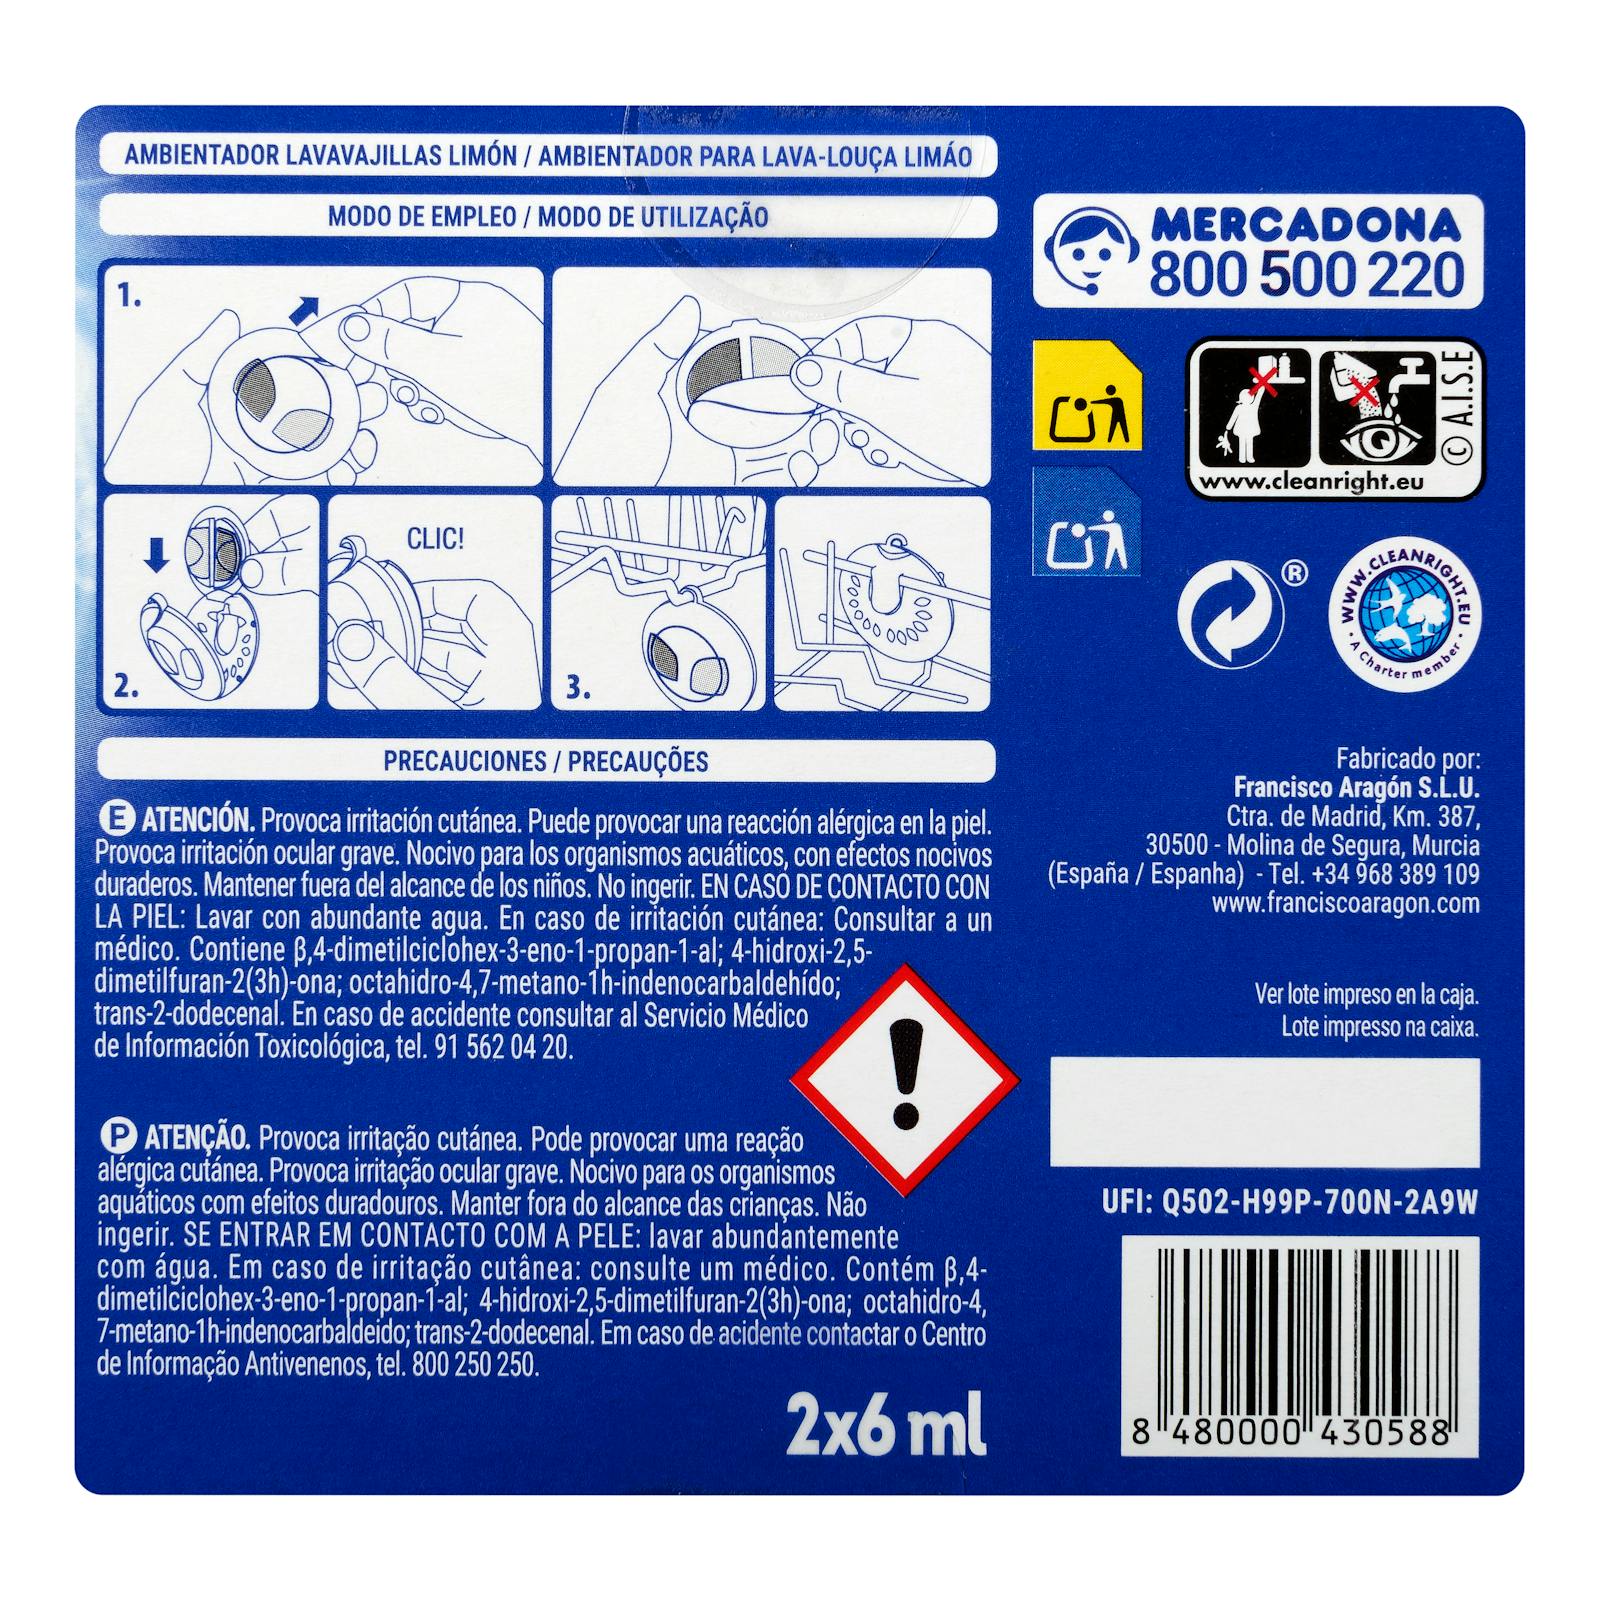 AMBIENTADOR LAVAVAJILLAS LIMÓN / AMBIENTADOR PARA LAVA-LOUÇA LIMÁO
MODO DE EMPLEO / MODO DE UTILIZAÇÃO
1.
CLIC!
2.
3.
PRECAUCIONES / PRECAUÇÕES
E ATENCIÓN. Provoca irritación cutánea. Puede provocar una reacción alérgica en la piel.
Provoca irritación ocular grave. Nocivo para los organismos acuáticos, con efectos nocivos
duraderos. Mantener fuera del alcance de los niños. No ingerir. EN CASO DE CONTACTO CON
LA PIEL: Lavar con abundante agua. En caso de irritación cutánea: Consultar a un
médico. Contiene β,4-dimetilciclohex-3-eno-1-propan-1-al; 4-hidroxi-2,5-
dimetilfuran-2(3h)-ona; octahidro-4,7-metano-1h-indenocarbaldehído;
trans-2-dodecenal. En caso de accidente consultar al Servicio Médico
de Información Toxicológica, tel. 91 562 04 20.
P ATENÇÃO. Provoca irritação cutánea. Pode provocar uma reação
alérgica cutánea. Provoca irritação ocular grave. Nocivo para os organismos
aquáticos com efeitos duradouros. Manter fora do alcance das crianças. Não
ingerir. SE ENTRAR EM CONTACTO COM A PELE: lavar abundantemente
com água. Em caso de irritação cutânea: consulte um médico. Contém β,4-
dimetilciclohex-3-eno-1-propan-1-al; 4-hidroxi-2,5-dimetilfuran-2(3h)-ona; octahidro-4,
7-metano-1h-indenocarbaldeido; trans-2-dodecenal. Em caso de acidente contactar o Centro
de Informação Antivenenos, tel. 800 250 250.
2x6 ml
MERCADONA
800 500 220
© A.I.S.E
www.cleanright.eu
®
WWW.CLEANRIGHT.EU
• A Charter member •
Fabricado por:
Francisco Aragón S.L.U.
Ctra. de Madrid, Km. 387,
30500 - Molina de Segura, Murcia
(España / Espanha) - Tel. +34 968 389 109
www.franciscoaragon.com
Ver lote impreso en la caja.
Lote impresso na caixa.
UFI: Q502-H99P-700N-2A9W
8 480000 430588